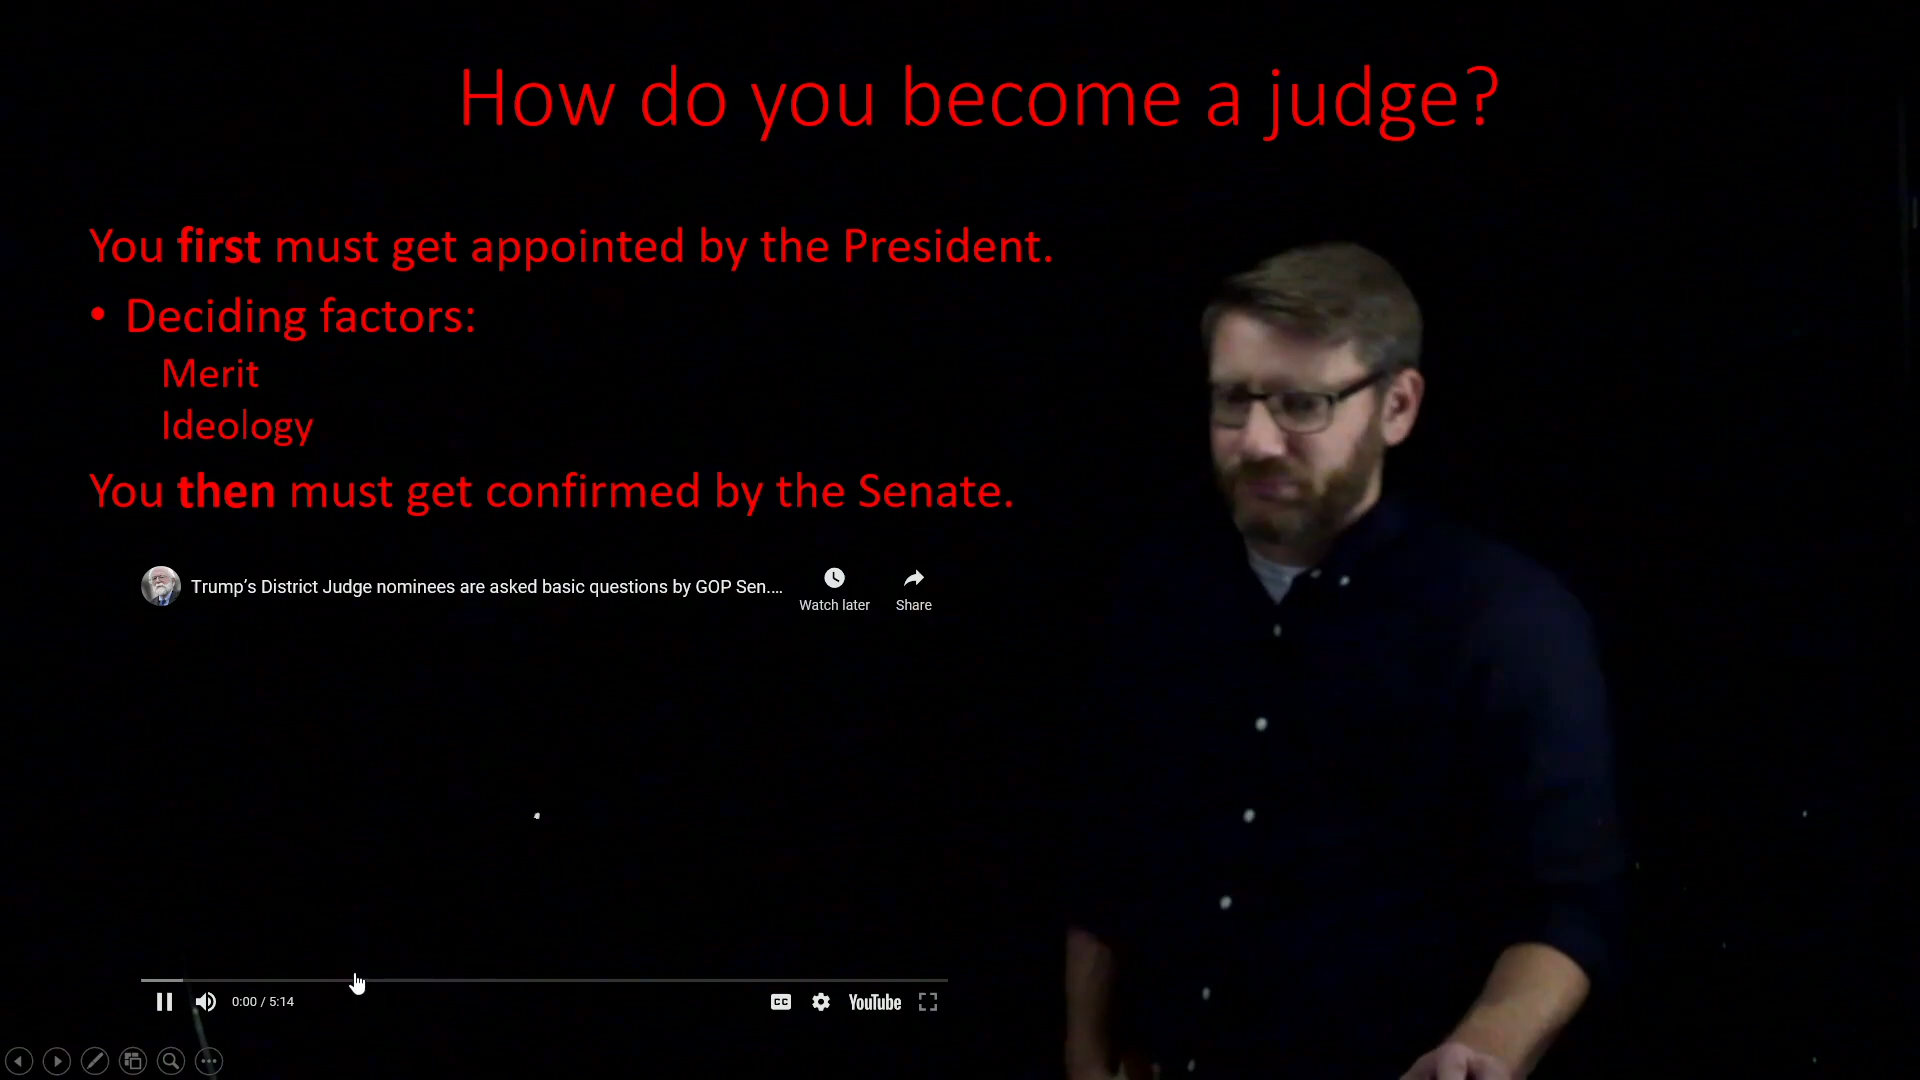 How do you become a judge?
You first must get appointed by the President.
• Deciding factors:
Merit
Ideology
You then must get confirmed by the Senate.
Trump’s District Judge nominees are asked basic questions by GOP Sen....
Watch later
Share
0:00 / 5:14
CC
YouTube